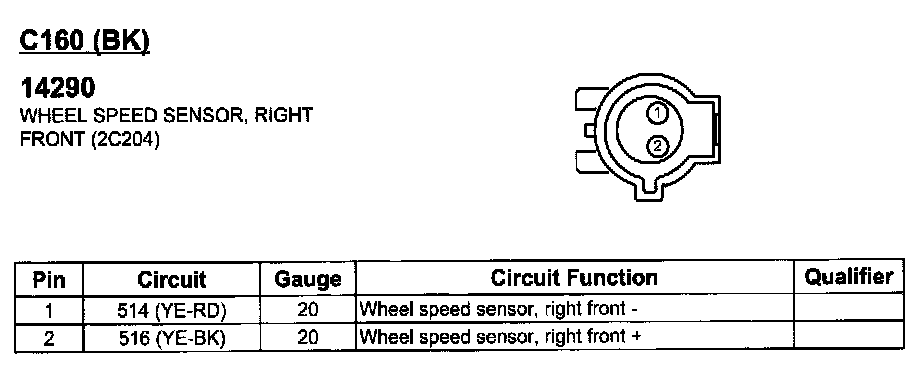 C160 (BK)
14290
WHEEL SPEED SENSOR, RIGHT
FRONT (2C204)
1
2
Pin Circuit Gauge Circuit Function Qualifier
1 514 (YE-RD) 20 Wheel speed sensor, right front -
2 516 (YE-BK) 20 Wheel speed sensor, right front +